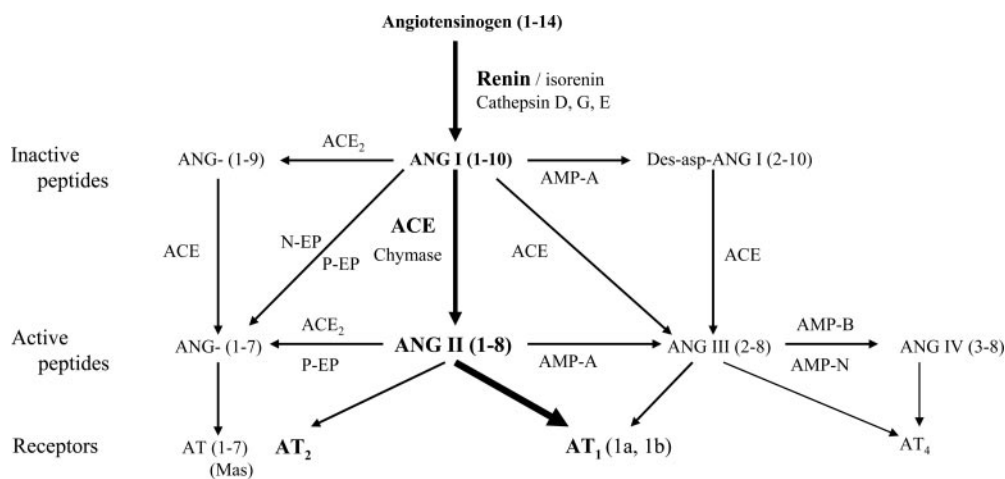 Angiotensinogen (1-14)
Renin / isorenin
Cathepsin D, G, E
Inactive
peptides
ANG- (1-9)
ACE₂
ANG I (1-10)
AMP-A
Des-asp-ANG I (2-10)
ACE
N-EP
P-EP
ACE
Chymase
ACE
ACE
Active
peptides
ANG- (1-7)
ACE₂
P-EP
ANG II (1-8)
AMP-A
ANG III (2-8)
AMP-B
AMP-N
ANG IV (3-8)
Receptors
AT (1-7)
(Mas)
AT₂
AT₁ (1a, 1b)
AT₄